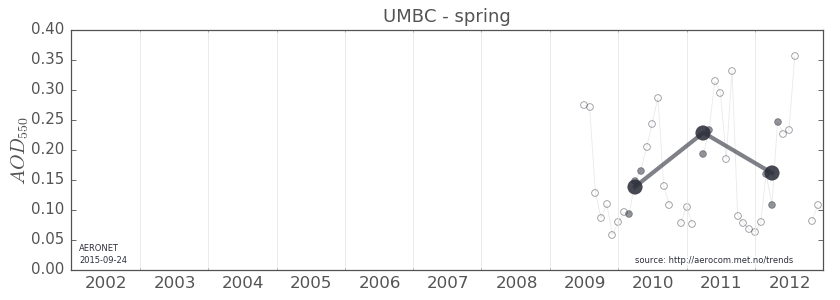 UMBC - spring
0.40
0.35
0.30
0.25
0.20
0.15
0.10
0.05
0.00
AOD550
AERONET
2015-09-24
source: http://aerocom.met.no/trends
2002 2003 2004 2005 2006 2007 2008 2009 2010 2011 2012